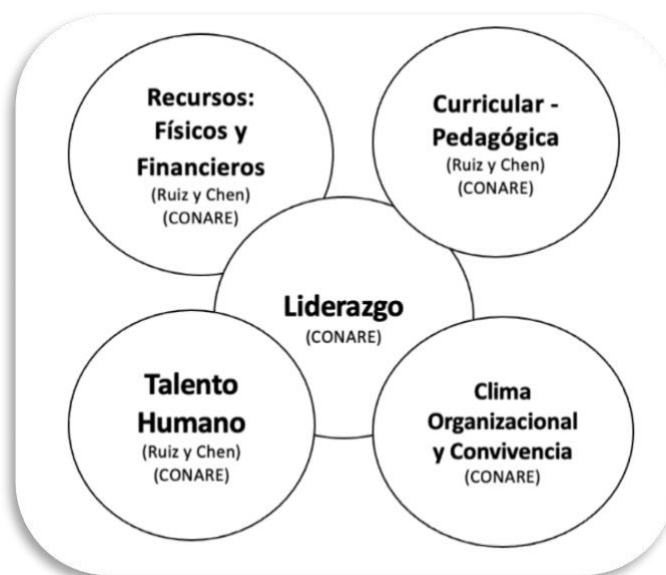 Recursos:
Físicos y
Financieros
(Ruiz y Chen)
(CONARE)
Curricular -
Pedagógica
(Ruiz y Chen)
(CONARE)
Liderazgo
(CONARE)
Talento
Humano
(Ruiz y Chen)
(CONARE)
Clima
Organizacional
y Convivencia
(CONARE)